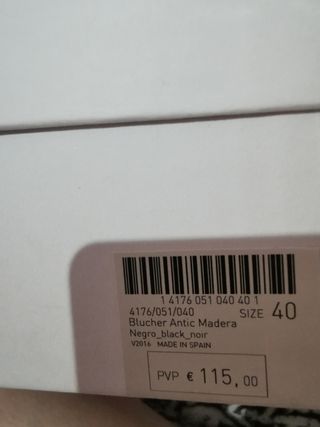 1 4176 051 040 40 1
4176/051/040 SIZE 40
Blucher Antic Madera
Negro_black_noir
V2016 MADE IN SPAIN
PVP € 115,00